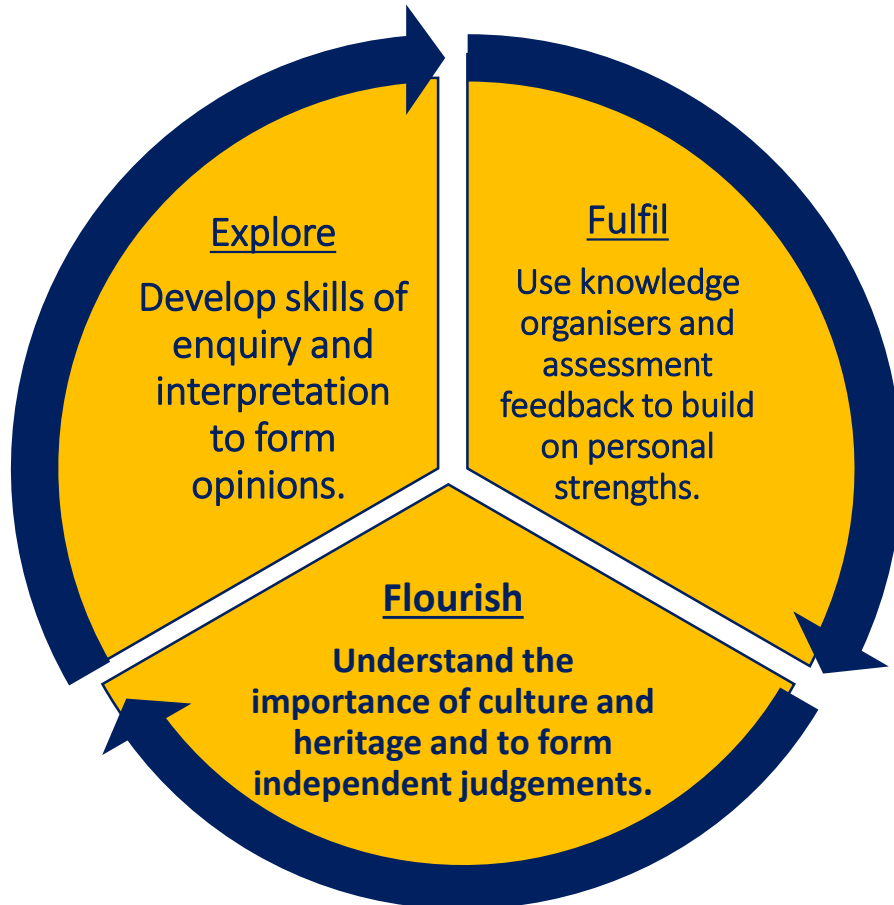 Explore
Develop skills of
enquiry and
interpretation
to form
opinions.
Fulfil
Use knowledge
organisers and
assessment
feedback to build
on personal
strengths.
Flourish
Understand the
importance of culture and
heritage and to form
independent judgements.